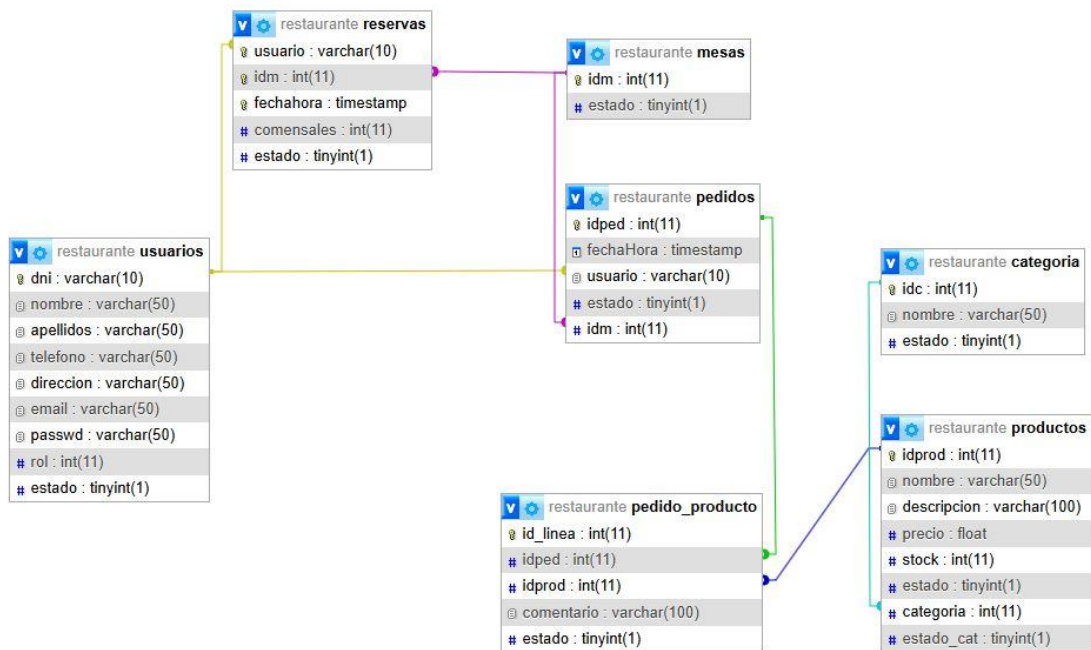 restaurante reservas
usuario : varchar(10)
idm : int(11)
fechahora : timestamp
# comensales : int(11)
# estado : tinyint(1)
restaurante mesas
idm : int(11)
# estado : tinyint(1)
restaurante pedidos
idped : int(11)
fechaHora : timestamp
usuario : varchar(10)
# estado : tinyint(1)
# idm : int(11)
restaurante usuarios
dni : varchar(10)
nombre : varchar(50)
apellidos : varchar(50)
telefono : varchar(50)
direccion : varchar(50)
email : varchar(50)
passwd : varchar(50)
# rol : int(11)
# estado : tinyint(1)
restaurante categoria
idc : int(11)
nombre : varchar(50)
# estado : tinyint(1)
restaurante productos
idprod : int(11)
nombre : varchar(50)
descripcion : varchar(100)
# precio : float
# stock : int(11)
# estado : tinyint(1)
# categoria : int(11)
# estado_cat : tinyint(1)
restaurante pedido_producto
id_linea : int(11)
# idped : int(11)
# idprod : int(11)
comentario : varchar(100)
# estado : tinyint(1)